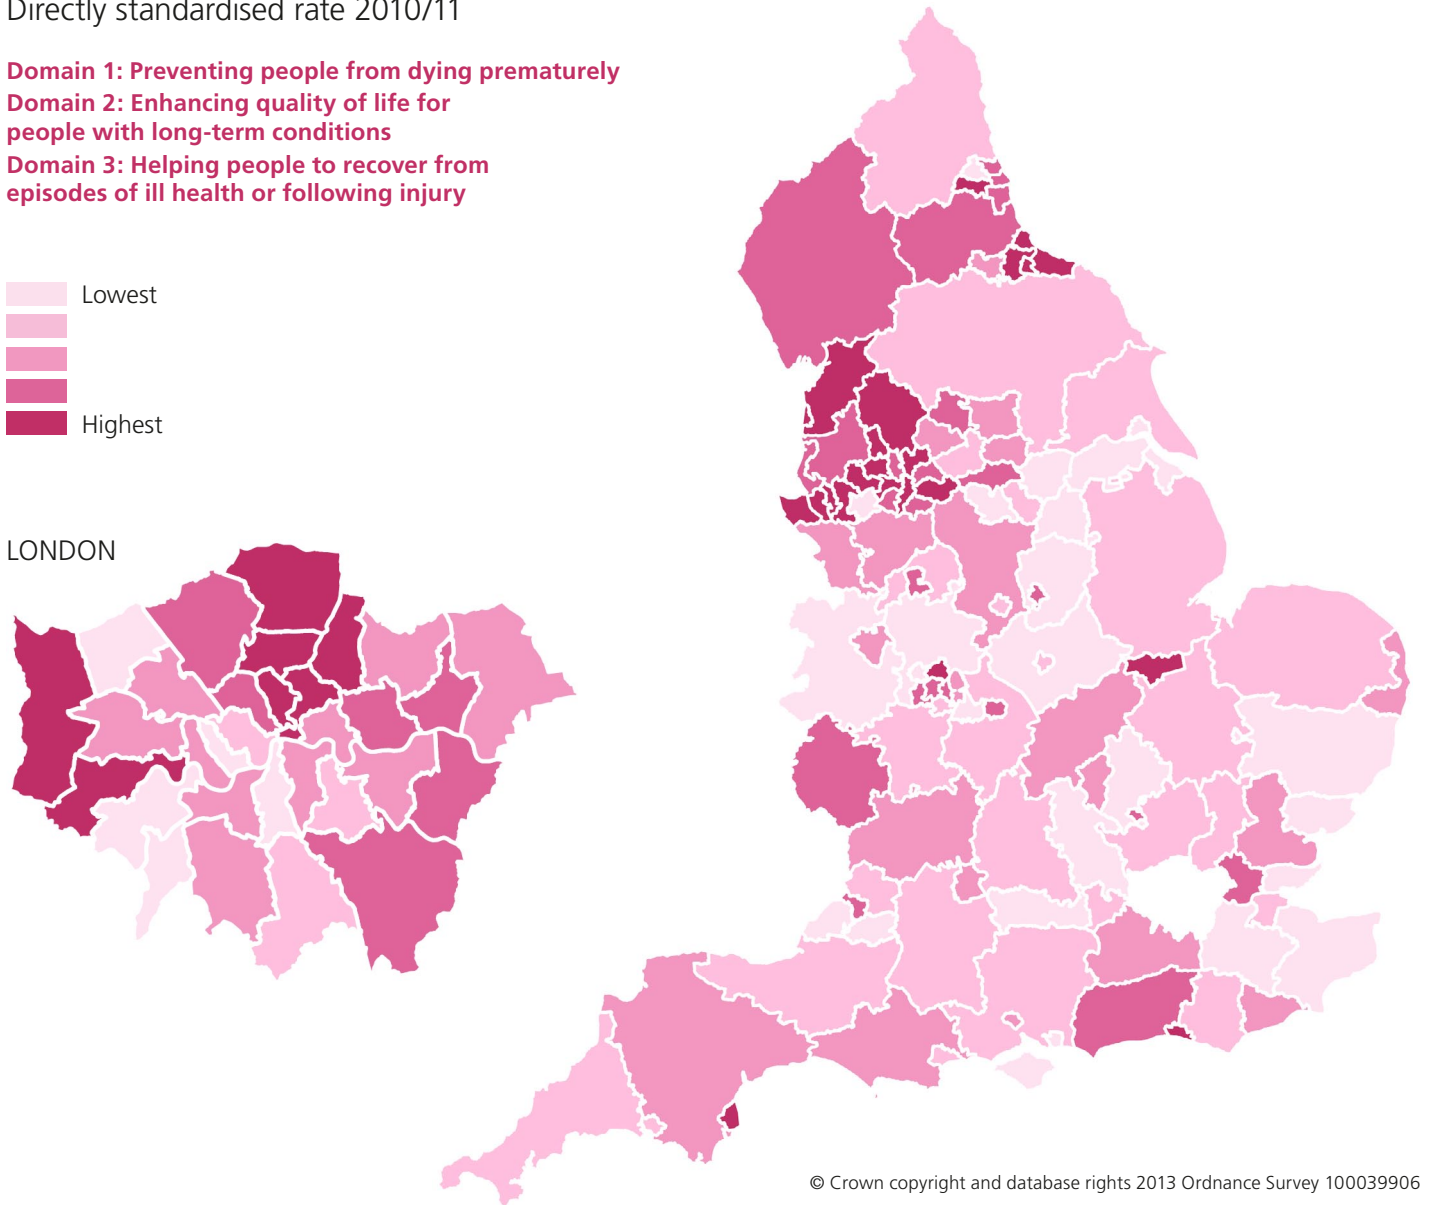 Directly standardised rate 2010/11
Domain 1: Preventing people from dying prematurely
Domain 2: Enhancing quality of life for
people with long-term conditions
Domain 3: Helping people to recover from
episodes of ill health or following injury
Lowest
Highest
LONDON
© Crown copyright and database rights 2013 Ordnance Survey 100039906